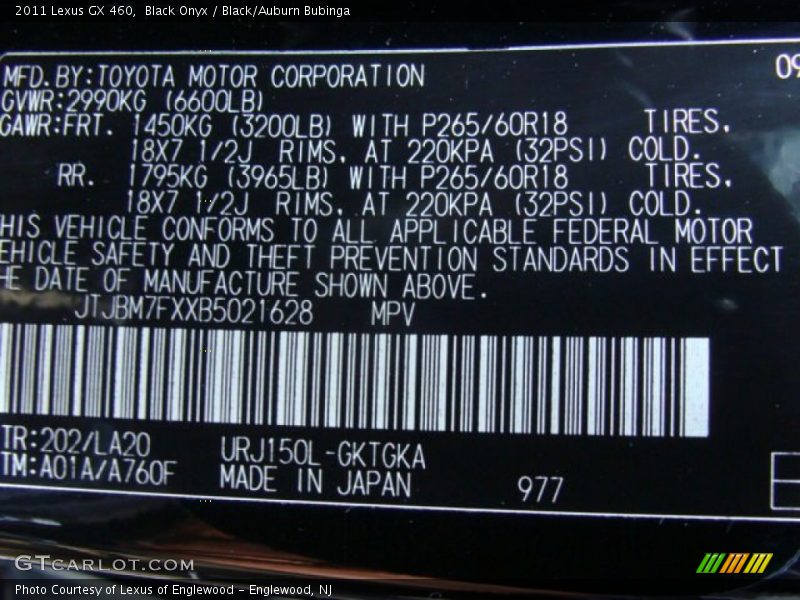 2011 Lexus GX 460, Black Onyx / Black/Auburn Bubinga
MFD.BY:TOYOTA MOTOR CORPORATION 09
GVWR:2990KG (6600LB)
GAWR:FRT. 1450KG (3200LB) WITH P265/60R18 TIRES,
18X7 1/2J RIMS, AT 220KPA (32PSI) COLD.
RR. 1795KG (3965LB) WITH P265/60R18 TIRES,
18X7 1/2J RIMS, AT 220KPA (32PSI) COLD.
HIS VEHICLE CONFORMS TO ALL APPLICABLE FEDERAL MOTOR
EHICLE SAFETY AND THEFT PREVENTION STANDARDS IN EFFECT
HE DATE OF MANUFACTURE SHOWN ABOVE.
JTJBM7FXXB5021628 MPV
TR:202/LA20 URJ150L-GKTGKA
TM:A01A/A760F MADE IN JAPAN 977
GTCARLOT.COM
Photo Courtesy of Lexus of Englewood - Englewood, NJ